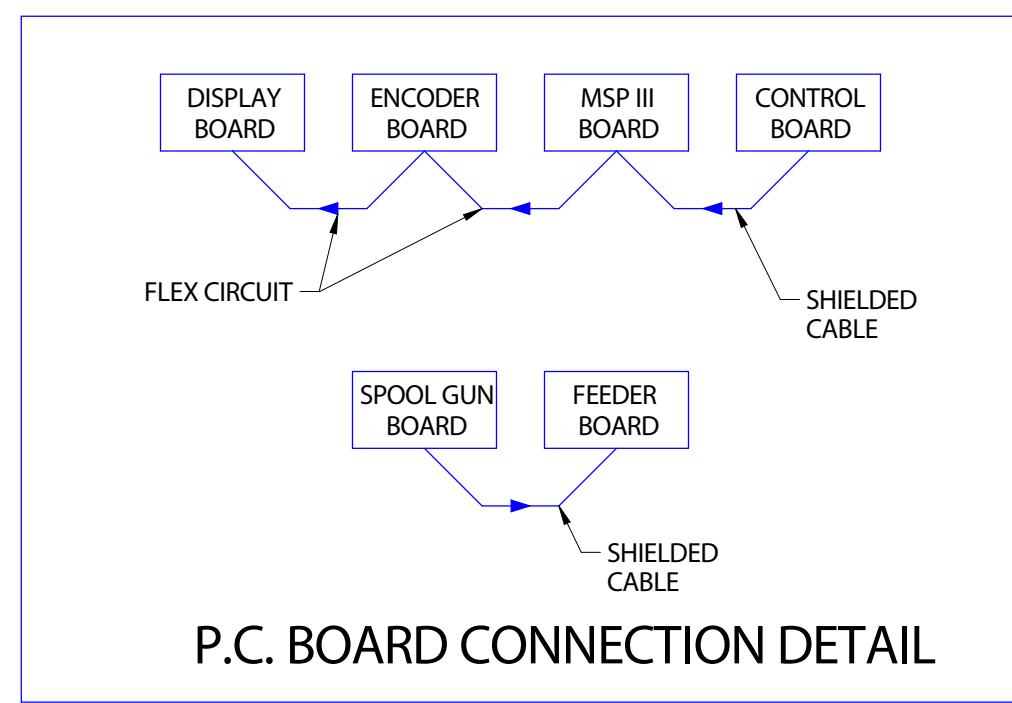 DISPLAY
BOARD
ENCODER
BOARD
MSP III
BOARD
CONTROL
BOARD
FLEX CIRCUIT
SHIELDED
CABLE
SPOOL GUN
BOARD
FEEDER
BOARD
SHIELDED
CABLE
P.C. BOARD CONNECTION DETAIL